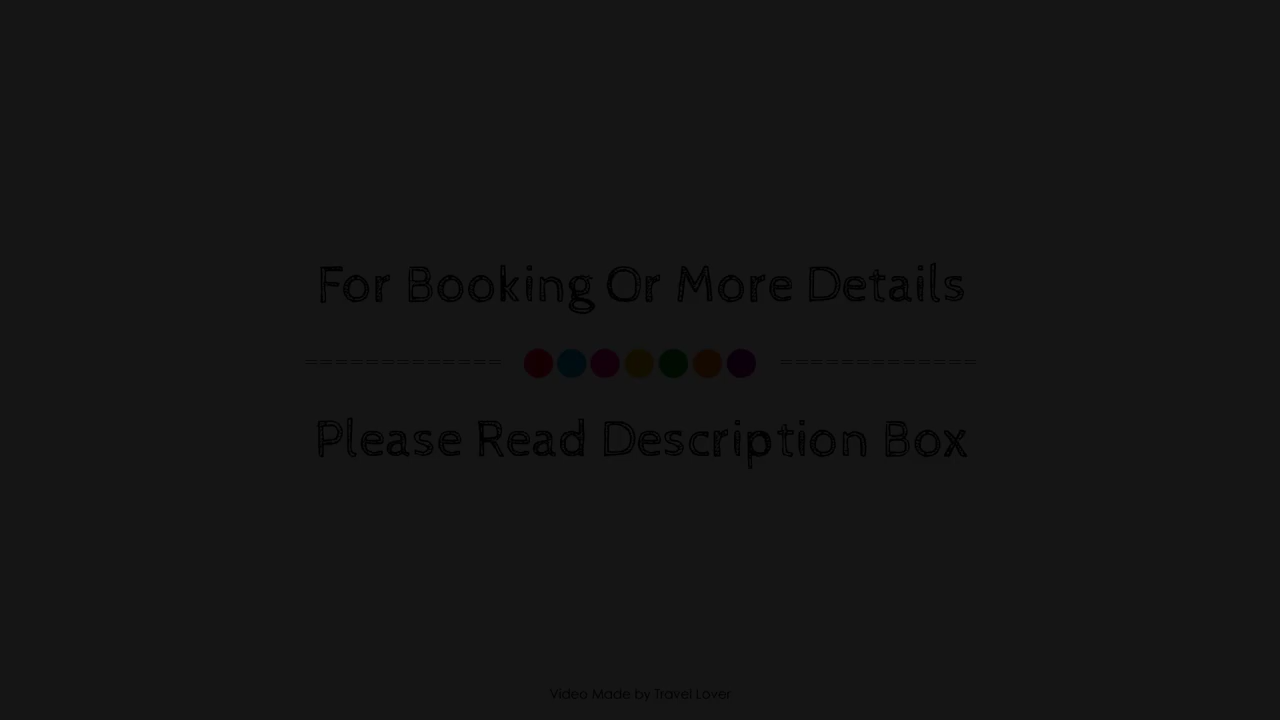 For Booking Or More Details
============= =============
Please Read Description Box
Video Made by Travel Lover